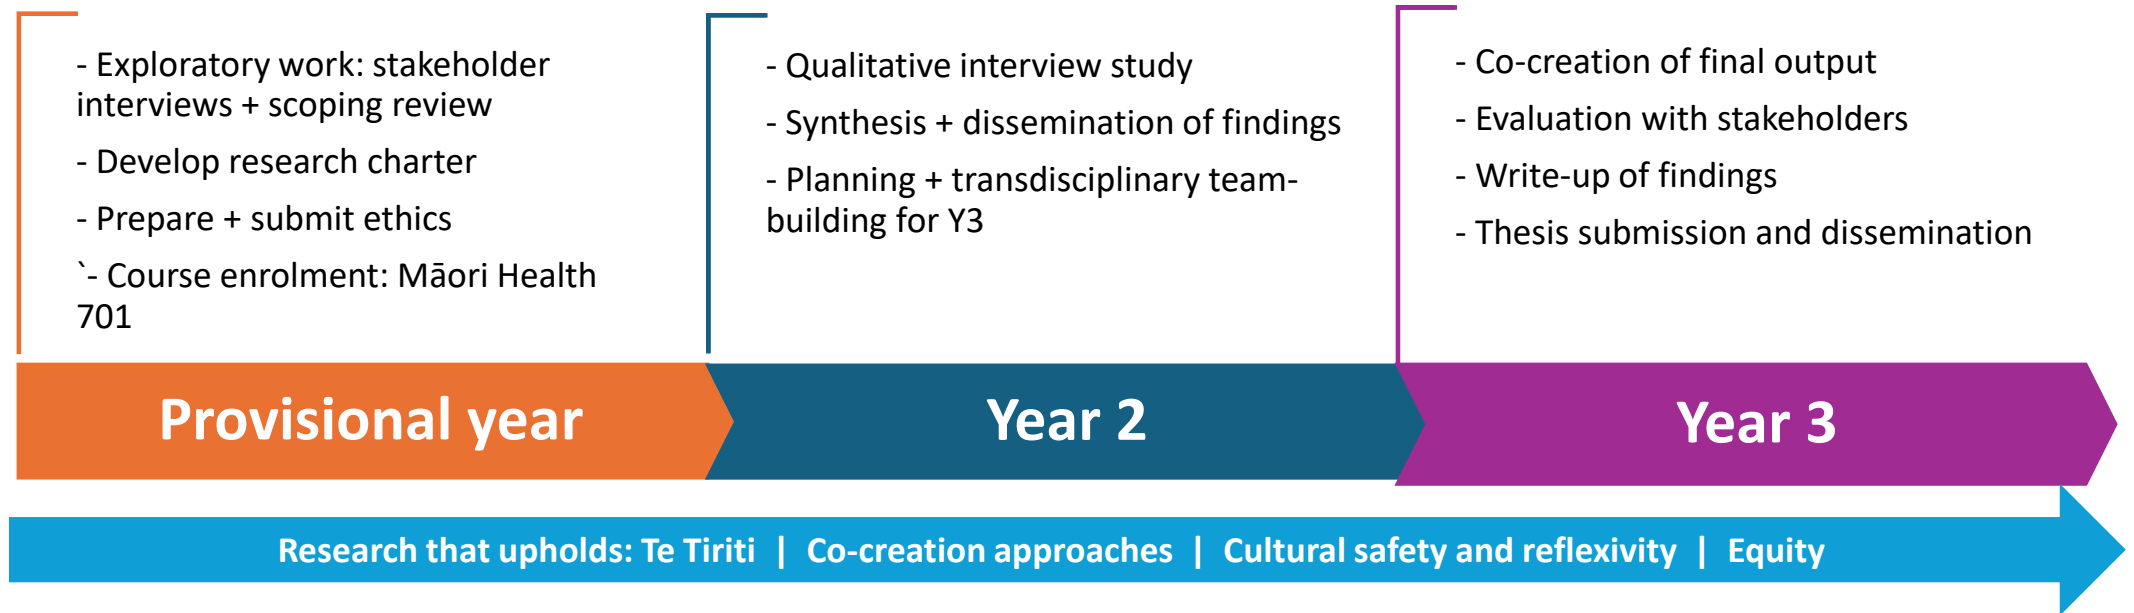 - Exploratory work: stakeholder
interviews + scoping review
- Develop research charter
- Prepare + submit ethics
`- Course enrolment: Māori Health
701
- Qualitative interview study
- Synthesis + dissemination of findings
- Planning + transdisciplinary team-
building for Y3
- Co-creation of final output
- Evaluation with stakeholders
- Write-up of findings
- Thesis submission and dissemination
Provisional year
Year 2
Year 3
Research that upholds: Te Tiriti | Co-creation approaches | Cultural safety and reflexivity | Equity